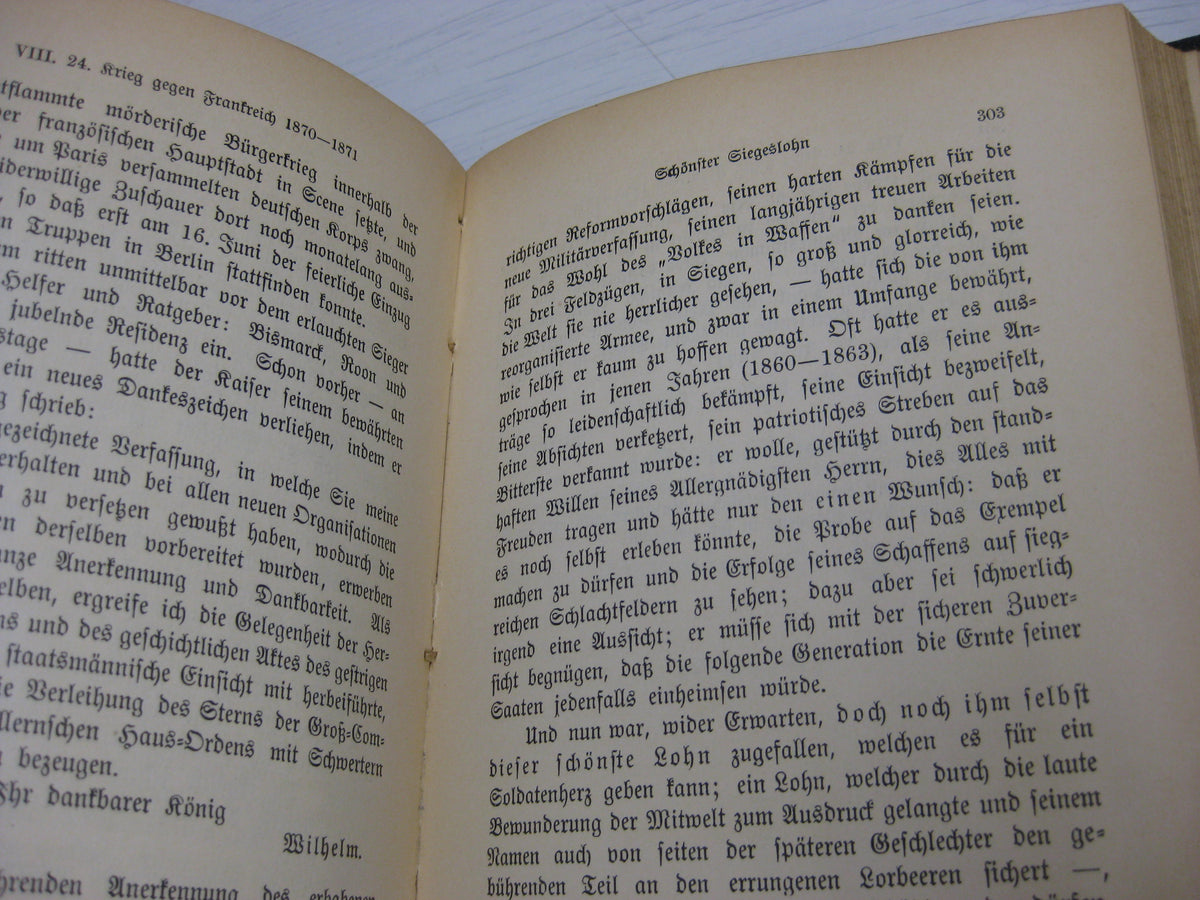 VIII. 24. Krieg gegen Frankreich 1870—1871
tflammte mörderische Bürgerkrieg innerhalb der
er französischen Hauptstadt in Scene setzte, und
um Paris versammelten deutschen Korps zwang,
iderwillige Zuschauer dort noch monatelang aus-
, so daß erst am 16. Juni der feierliche Einzug
n Truppen in Berlin stattfinden konnte.
m ritten unmittelbar vor dem erlauchten Sieger
Helfer und Ratgeber: Bismarck, Roon und
jubelnde Residenz ein. Schon vorher — an
stage — hatte der Kaiser seinem bewährten
ein neues Dankeszeichen verliehen, indem er
g schrieb:
gezeichnete Verfassung, in welche Sie meine
erhalten und bei allen neuen Organisationen
zu versetzen gewußt haben, wodurch die
en derselben vorbereitet wurden, erwerben
anze Anerkennung und Dankbarkeit. Als
elben, ergreife ich die Gelegenheit der Her-
ns und des geschichtlichen Aktes des gestrigen
staatsmännische Einsicht mit herbeiführte,
ie Verleihung des Sterns der Groß-Com-
llernschen Haus-Ordens mit Schwertern
bezeugen.
Ihr dankbarer König
Wilhelm.
hrenden Anerkennung des erhabenen
303
Schönster Siegeslohn
richtigen Reformvorschlägen, seinen harten Kämpfen für die
neue Militärverfassung, seinen langjährigen treuen Arbeiten
für das Wohl des „Volkes in Waffen“ zu danken seien.
In drei Feldzügen, in Siegen, so groß und glorreich, wie
die Welt sie nie herrlicher gesehen, — hatte sich die von ihm
reorganisierte Armee, und zwar in einem Umfange bewährt,
wie selbst er kaum zu hoffen gewagt. Oft hatte er es aus-
gesprochen in jenen Jahren (1860—1863), als seine An-
träge so leidenschaftlich bekämpft, seine Einsicht bezweifelt,
seine Absichten verketzert, sein patriotisches Streben auf das
Bitterste verkannt wurde: er wolle, gestützt durch den stand-
haften Willen seines Allergnädigsten Herrn, dies Alles mit
Freuden tragen und hätte nur den einen Wunsch: daß er
es noch selbst erleben könnte, die Probe auf das Exempel
machen zu dürfen und die Erfolge seines Schaffens auf sieg-
reichen Schlachtfeldern zu sehen; dazu aber sei schwerlich
irgend eine Aussicht; er müsse sich mit der sicheren Zuver-
sicht begnügen, daß die folgende Generation die Ernte seiner
Saaten jedenfalls einheimsen würde.
Und nun war, wider Erwarten, doch noch ihm selbst
dieser schönste Lohn zugefallen, welchen es für ein
Soldatenherz geben kann; ein Lohn, welcher durch die laute
Bewunderung der Mitwelt zum Ausdruck gelangte und seinem
Namen auch von seiten der späteren Geschlechter den ge-
bührenden Teil an den errungenen Lorbeeren sichert —,